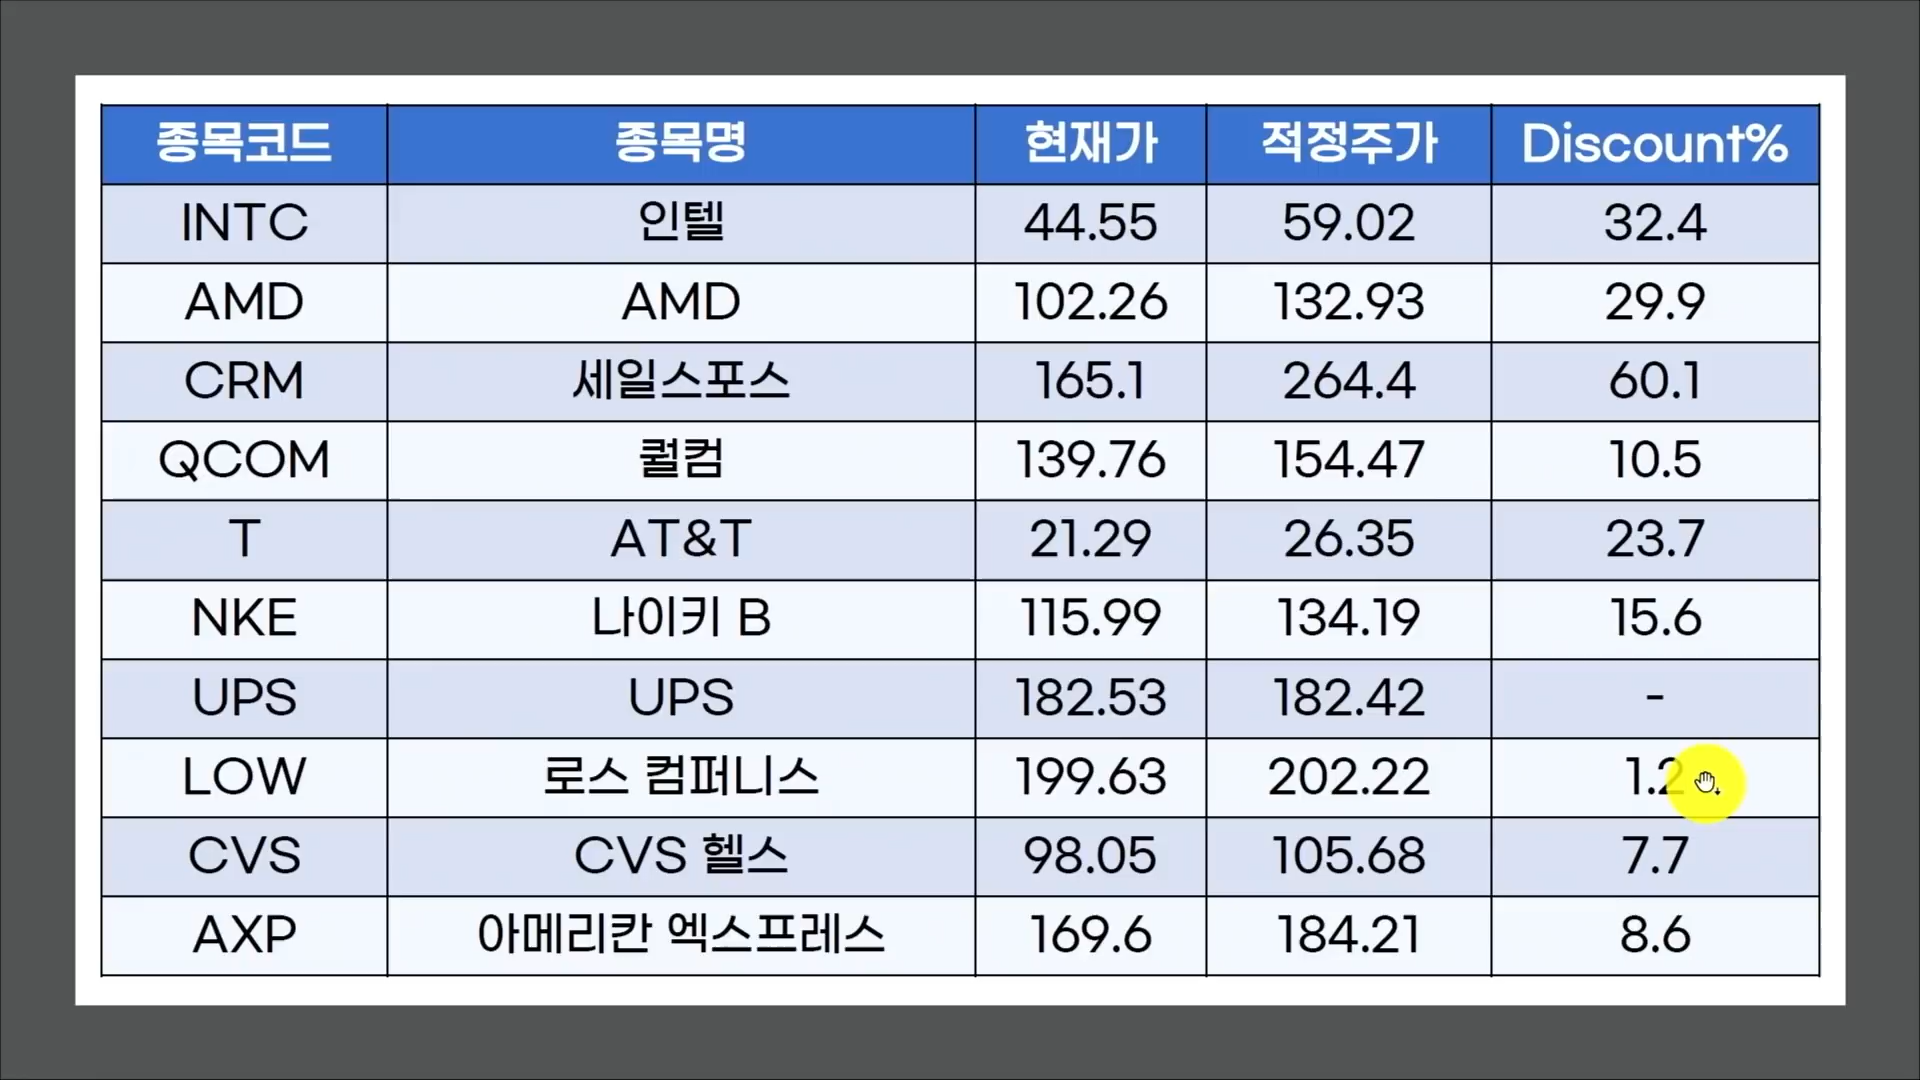 종목코드 종목명 현재가 적정주가 Discount%
INTC 인텔 44.55 59.02 32.4
AMD AMD 102.26 132.93 29.9
CRM 세일스포스 165.1 264.4 60.1
QCOM 퀄컴 139.76 154.47 10.5
T AT&T 21.29 26.35 23.7
NKE 나이키 B 115.99 134.19 15.6
UPS UPS 182.53 182.42 -
LOW 로스 컴퍼니스 199.63 202.22 1.2
CVS CVS 헬스 98.05 105.68 7.7
AXP 아메리칸 엑스프레스 169.6 184.21 8.6